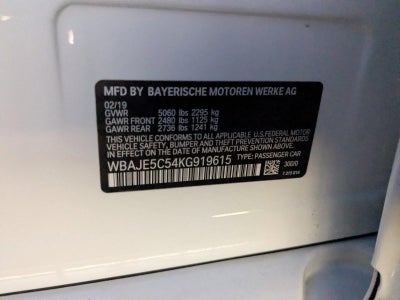 MFD BY BAYERISCHE MOTOREN WERKE AG
02/19
GVWR 5060 lbs 2295 kg
GAWR FRONT 2480 lbs 1125 kg
GAWR REAR 2736 lbs 1241 kg
THIS VEHICLE CONFORMS TO ALL APPLICABLE U.S.FEDERAL MOTOR
VEHICLE SAFETY, BUMPER AND THEFT PREVENTION STANDARDS
IN EFFECT ON THE DATE OF MANUFACTURE SHOWN ABOVE.
WBAJE5C54KG919615 TYPE: PASSENGER CAR
300/0